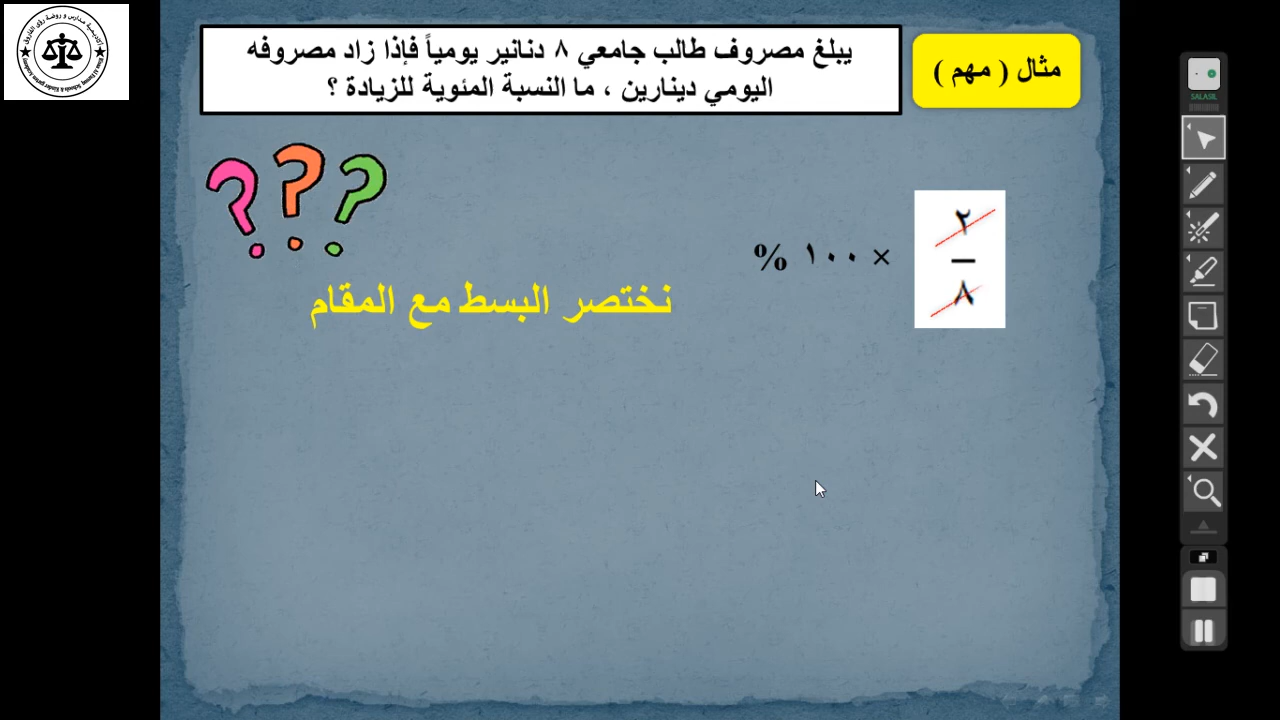 مثال ( مهم )
يبلغ مصروف طالب جامعي ٨ دنانير يومياً فإذا زاد مصروفه
اليومي دينارين ، ما النسبة المئوية للزيادة ؟
٢
٨
× ١٠٠ %
نختصر البسط مع المقام
SALASIL